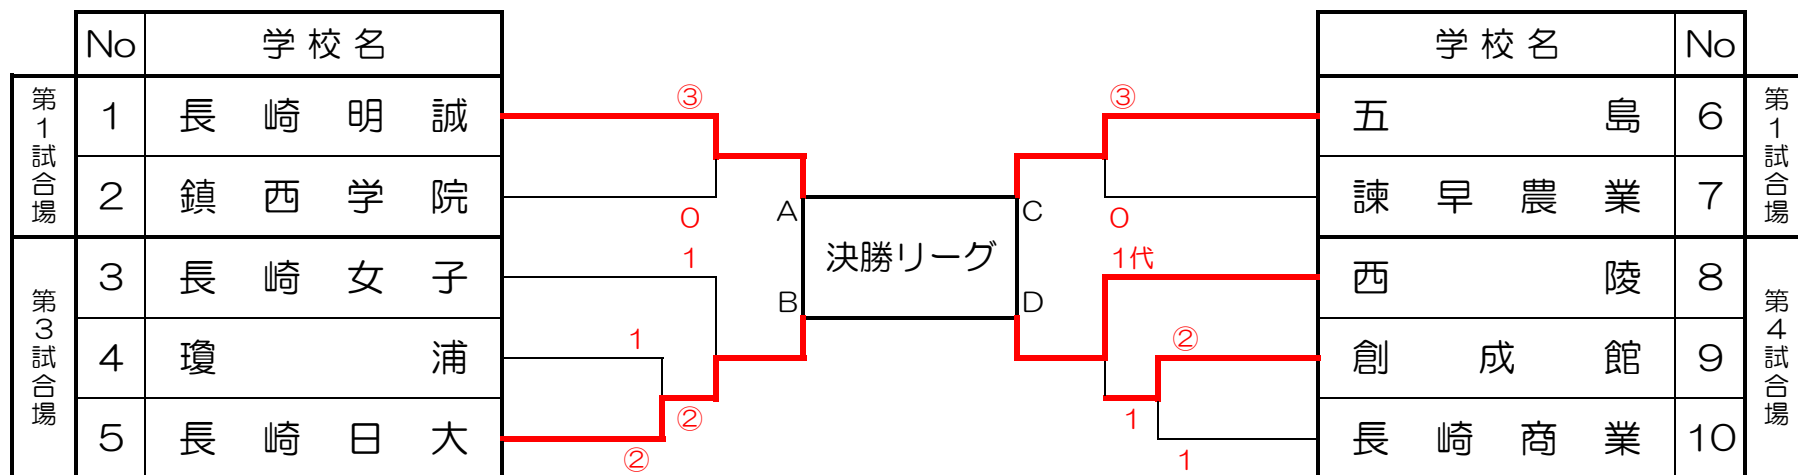 No 学校名
第1試合場
1 長崎明誠
2 鎮西学院
第3試合場
3 長崎女子
4 瓊浦
5 長崎日大
③
0
1
1
②
②
A
B
決勝リーグ
C
D
③
0
1代
②
1
1
学校名 No
五島 6
諫早農業 7
第1試合場
西陵 8
創成館 9
長崎商業 10
第4試合場